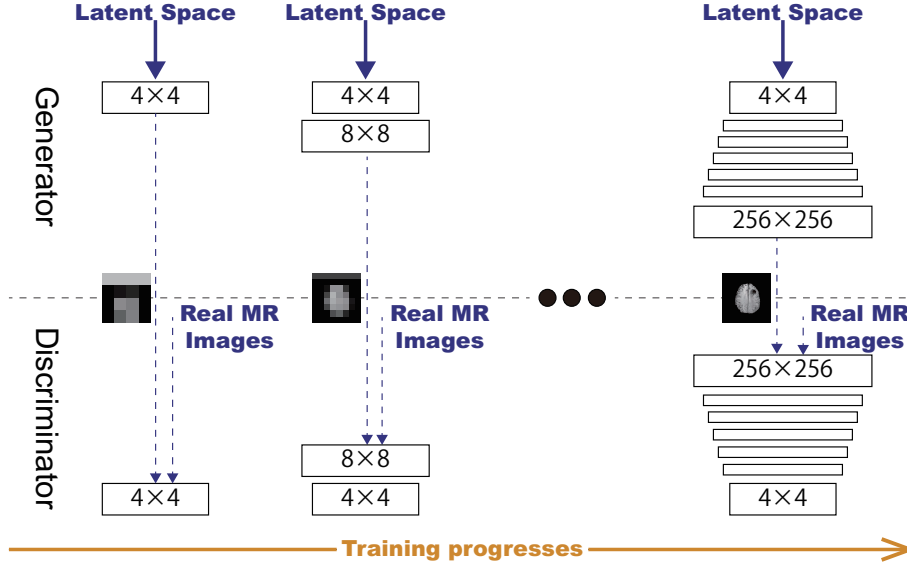 Latent Space
Latent Space
Latent Space
Generator
4×4
4×4
4×4
8×8
256×256
Real MR
Images
Real MR
Images
Real MR
Images
Discriminator
256×256
8×8
4×4
4×4
4×4
Training progresses